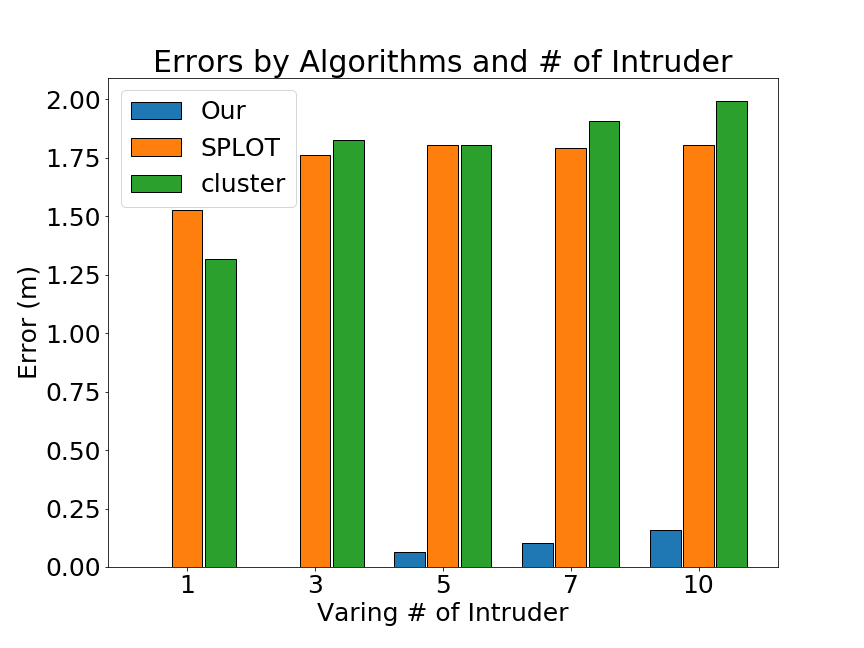 Errors by Algorithms and # of Intruder
Our
SPLOT
cluster
2.00
1.75
1.50
1.25
1.00
0.75
0.50
0.25
0.00
Error (m)
1 3 5 7 10
Varing # of Intruder